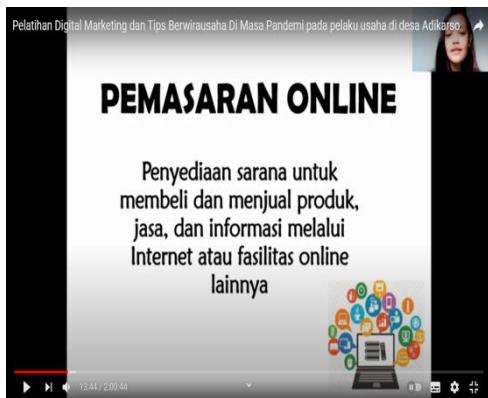 Pelatihan Digital Marketing dan Tips Berwirausaha Di Masa Pandemi pada pelaku usaha di desa Adikarso
PEMASARAN ONLINE
Penyediaan sarana untuk
membeli dan menjual produk,
jasa, dan informasi melalui
Internet atau fasilitas online
lainnya
13:44 / 2:00:44